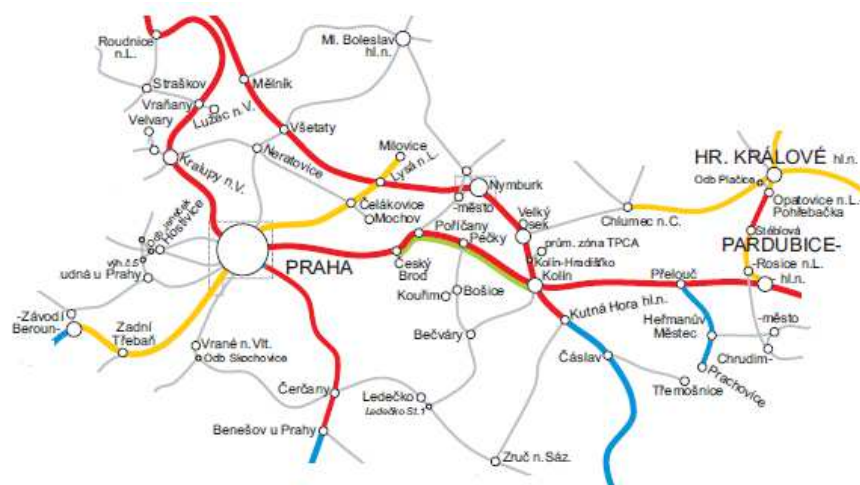 Roudnice
n.L.
Straškov
Vraňany
Velvary
Lužec n.V.
Kralupy n.V.
Neratovice
Mělník
Všetaty
Ml. Boleslav
hl.n.
Milovice
Lysá n.L.
Čelákovice
Mochov
Nymburk
-město
Poříčany
Pečky
Velký
Osek
Chlumec n.C.
prům. zóna TPCA
Kolín-Hradišťko
Kolín
HR. KRÁLOVÉ hl.n.
Odb Plačice
Opatovice n.L.-
Pohřebačka
Stéblová
PARDUBICE-
-Rosice n.L.
- hl.n.
Přelouč
Hostivice
výh.č.5
udná u Prahy
PRAHA
Český
Brod
Kouřim
Bošice
Bečváry
Kutná Hora hl.n.
Heřmanův
Městec
-město
Chrudim-
Prachovice
Třemošnice
Čáslav
-Závodí
Beroun-
Zadní
Třebaň
Vrané n.Vlt.
Odb Skochovice
Čerčany
Benešov u Prahy
Ledečko
Ledečko St.1
Zruč n.Sáz.